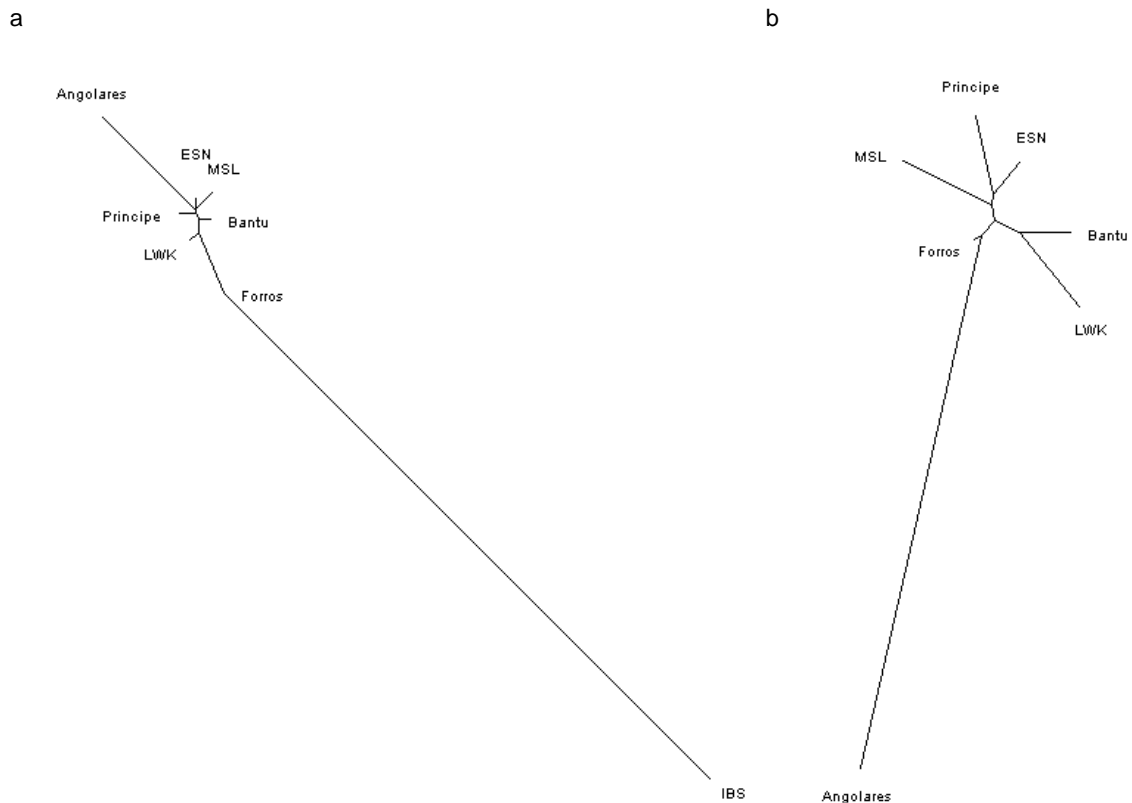 a
Angolares
ESN
MSL
Principe
Bantu
LWK
Forros
IBS
b
Principe
ESN
MSL
Bantu
Forros
LWK
Angolares